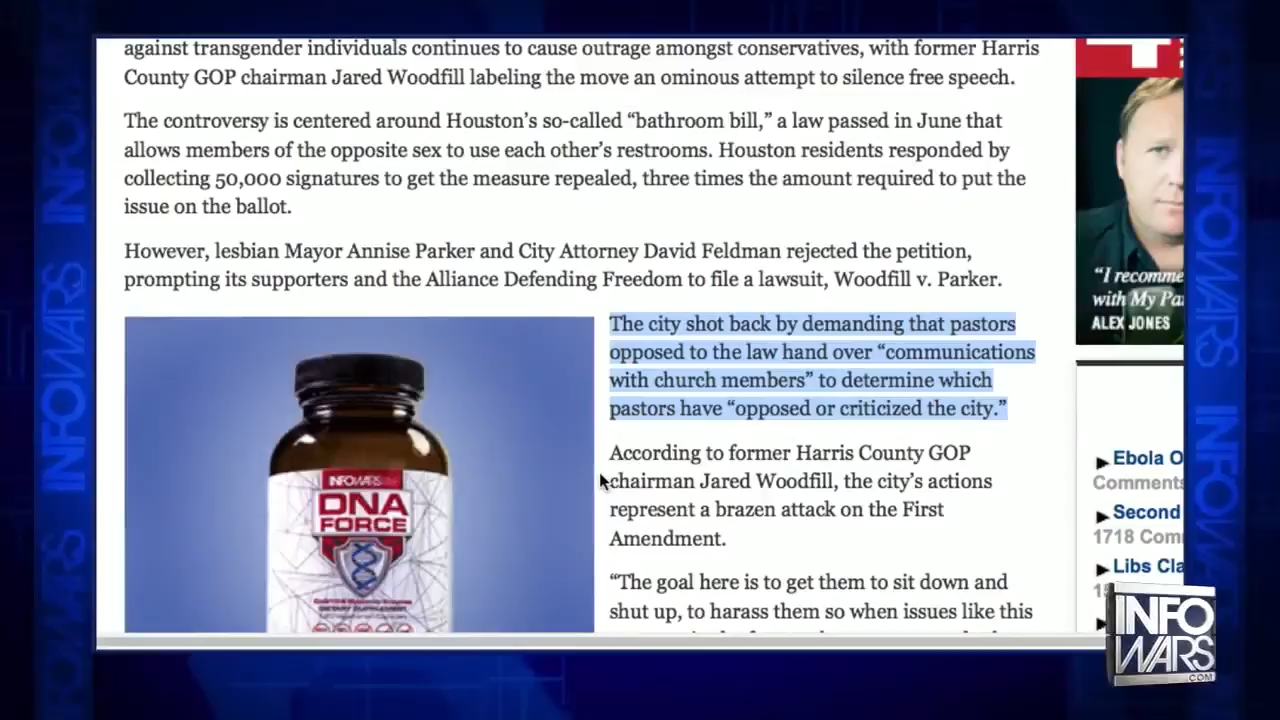 against transgender individuals continues to cause outrage amongst conservatives, with former Harris
County GOP chairman Jared Woodfill labeling the move an ominous attempt to silence free speech.
The controversy is centered around Houston’s so-called “bathroom bill,” a law passed in June that
allows members of the opposite sex to use each other’s restrooms. Houston residents responded by
collecting 50,000 signatures to get the measure repealed, three times the amount required to put the
issue on the ballot.
However, lesbian Mayor Annise Parker and City Attorney David Feldman rejected the petition,
prompting its supporters and the Alliance Defending Freedom to file a lawsuit, Woodfill v. Parker.
The city shot back by demanding that pastors
opposed to the law hand over “communications
with church members” to determine which
pastors have “opposed or criticized the city.”
According to former Harris County GOP
chairman Jared Woodfill, the city’s actions
represent a brazen attack on the First
Amendment.
“The goal here is to get them to sit down and
shut up, to harass them so when issues like this
INFOWARS
DNA
FORCE
DIETARY SUPPLEMENT
“I recomme
with My Pa
ALEX JONES
Ebola O
Comments
Second
1718 Com
Libs Cla
INFO
WARS
.COM
INFOWARS
INFOWARS
INFOWARS
INFOWARS